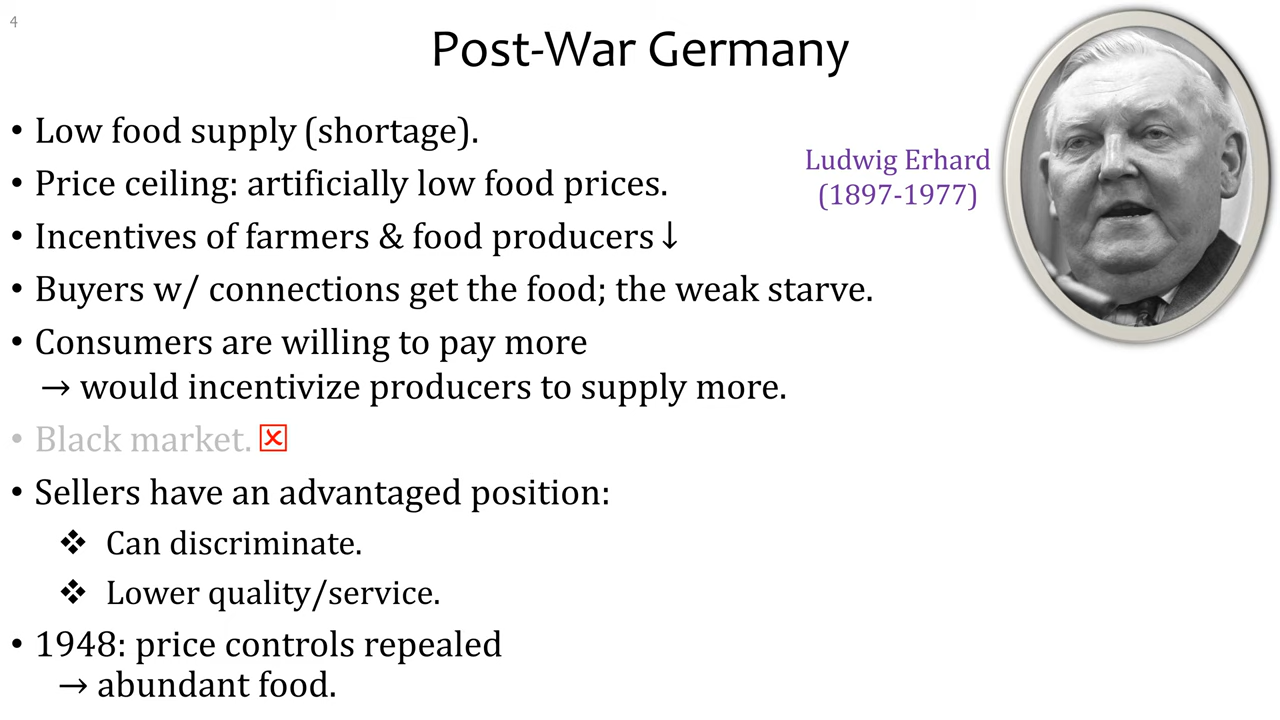 4
Post-War Germany
• Low food supply (shortage).
• Price ceiling: artificially low food prices.
• Incentives of farmers & food producers↓
• Buyers w/ connections get the food; the weak starve.
• Consumers are willing to pay more
→ would incentivize producers to supply more.
• Black market. ☒
• Sellers have an advantaged position:
❖ Can discriminate.
❖ Lower quality/service.
• 1948: price controls repealed
→ abundant food.
Ludwig Erhard
(1897-1977)